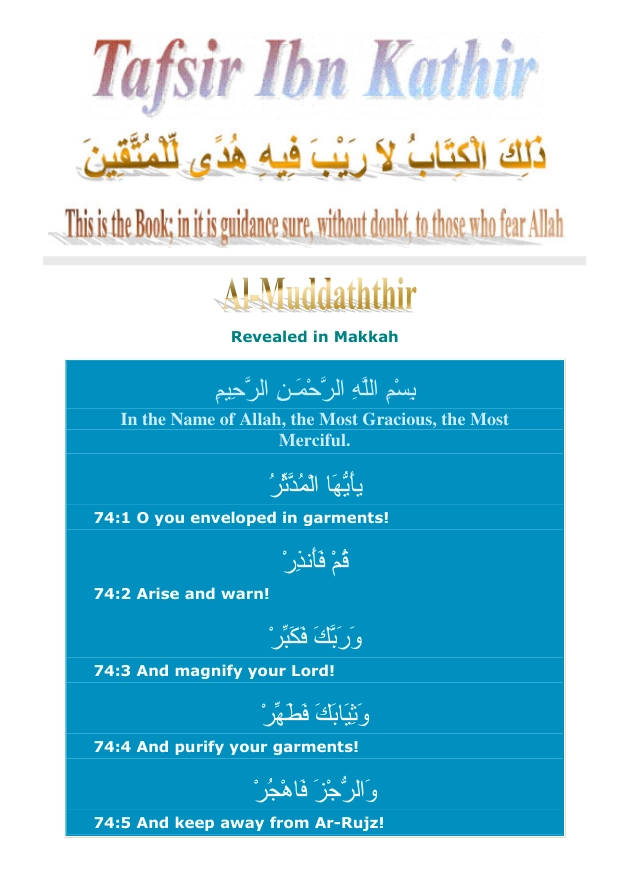 Tafsir Ibn Kathir
ذَلِكَ الْكِتَابُ لاَ رَيْبَ فِيهِ هُدًى لِّلْمُتَّقِينَ
This is the Book; in it is guidance sure, without doubt, to those who fear Allah
Al-Muddaththir
Revealed in Makkah
بِسْمِ اللَّهِ الرَّحْمَـنِ الرَّحِيمِ
In the Name of Allah, the Most Gracious, the Most
Merciful.
يأَيُّهَا الْمُدَّثِّرُ
74:1 O you enveloped in garments!
قُمْ فَأَنذِرْ
74:2 Arise and warn!
وَرَبَّكَ فَكَبِّرْ
74:3 And magnify your Lord!
وَثِيَابَكَ فَطَهِّرْ
74:4 And purify your garments!
وَالرُّجْزَ فَاهْجُرْ
74:5 And keep away from Ar-Rujz!